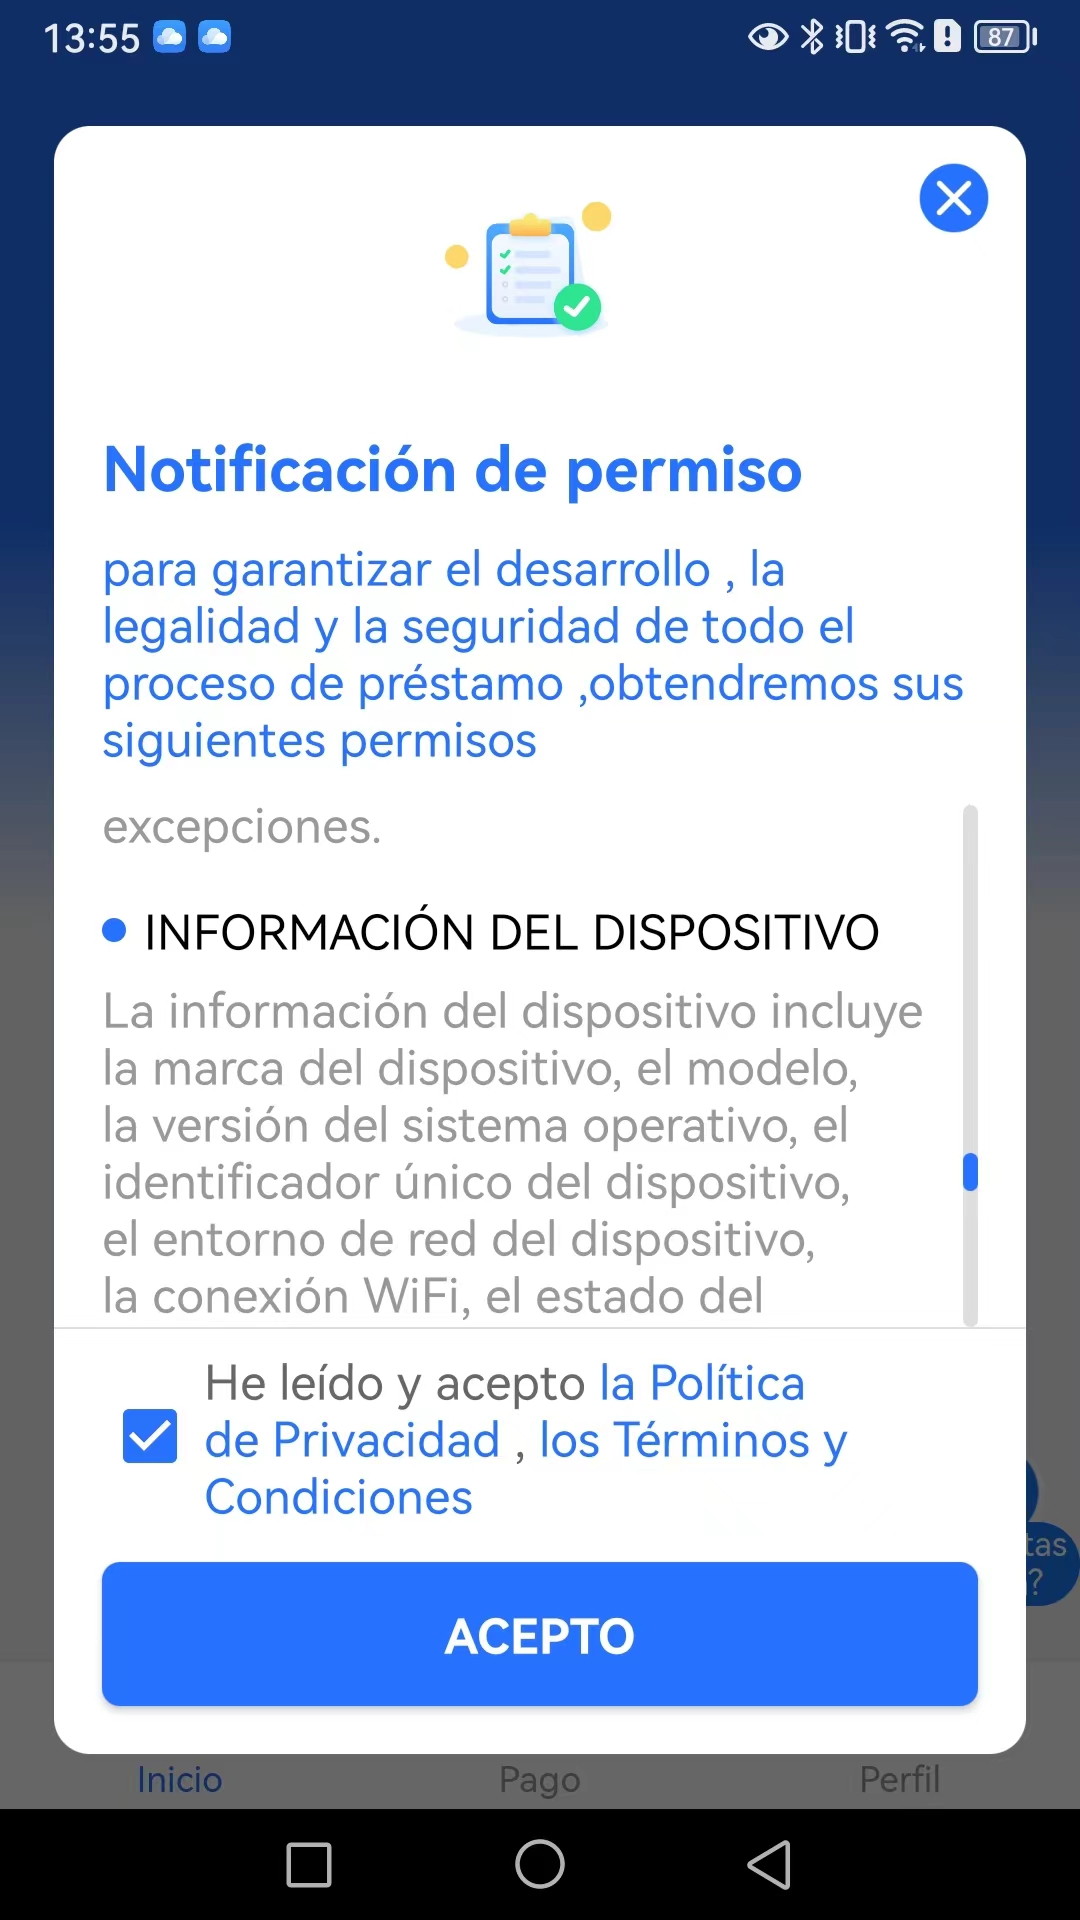 13:55
87
Notificación de permiso
para garantizar el desarrollo , la
legalidad y la seguridad de todo el
proceso de préstamo ,obtendremos sus
siguientes permisos
excepciones.
INFORMACIÓN DEL DISPOSITIVO
La información del dispositivo incluye
la marca del dispositivo, el modelo,
la versión del sistema operativo, el
identificador único del dispositivo,
el entorno de red del dispositivo,
la conexión WiFi, el estado del
He leído y acepto la Política
de Privacidad , los Términos y
Condiciones
tas
?
ACEPTO
Inicio Pago Perfil